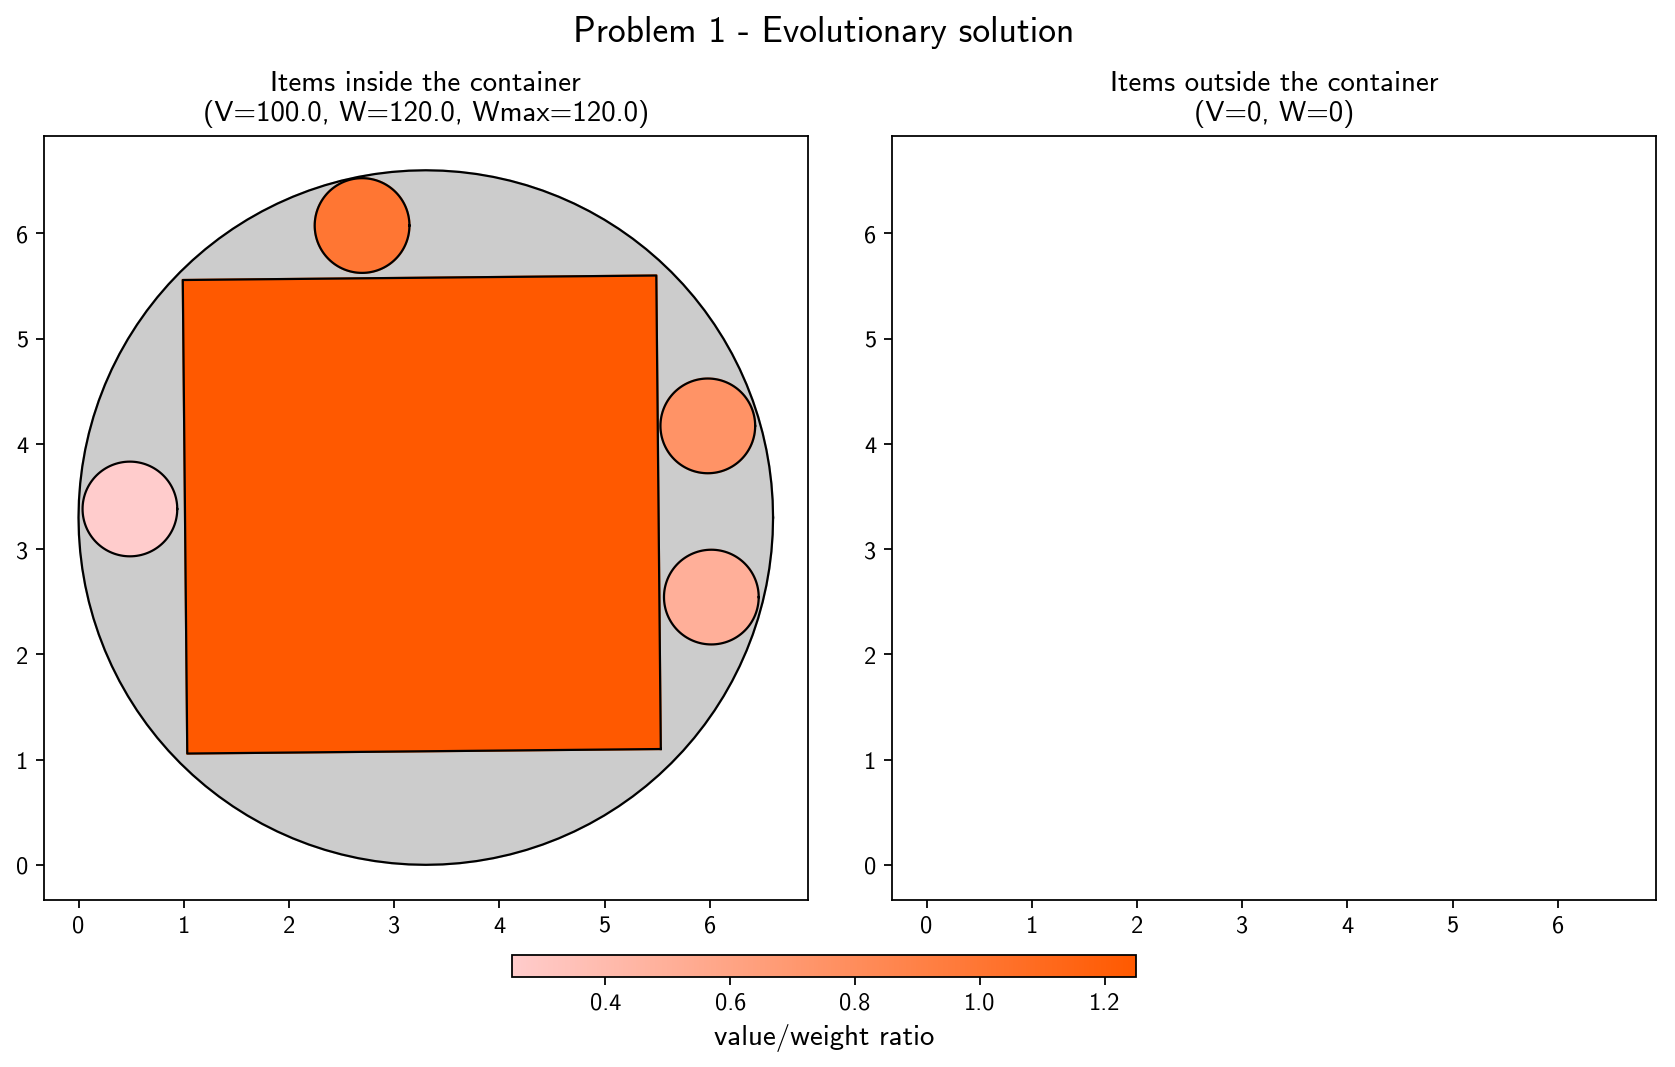 Problem 1 - Evolutionary solution
Items inside the container
(V=100.0, W=120.0, Wmax=120.0)
6
5
4
3
2
1
0
0 1 2 3 4 5 6
Items outside the container
(V=0, W=0)
6
5
4
3
2
1
0
0 1 2 3 4 5 6
0.4 0.6 0.8 1.0 1.2
value/weight ratio